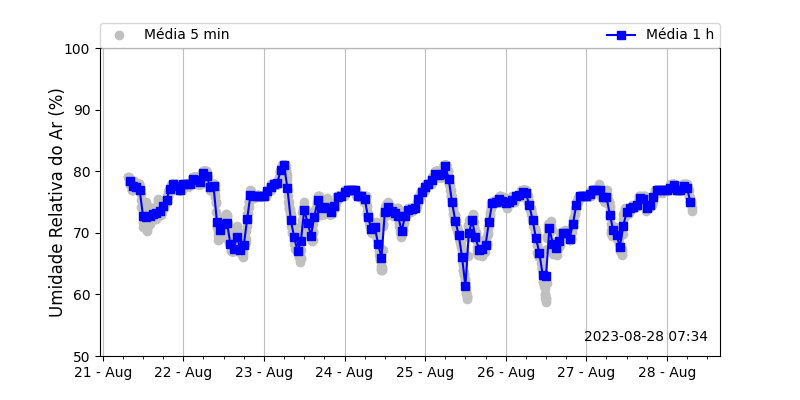 Média 5 min
Média 1 h
Umidade Relativa do Ar (%)
100
90
80
70
60
50
2023-08-28 07:34
21 - Aug
22 - Aug
23 - Aug
24 - Aug
25 - Aug
26 - Aug
27 - Aug
28 - Aug